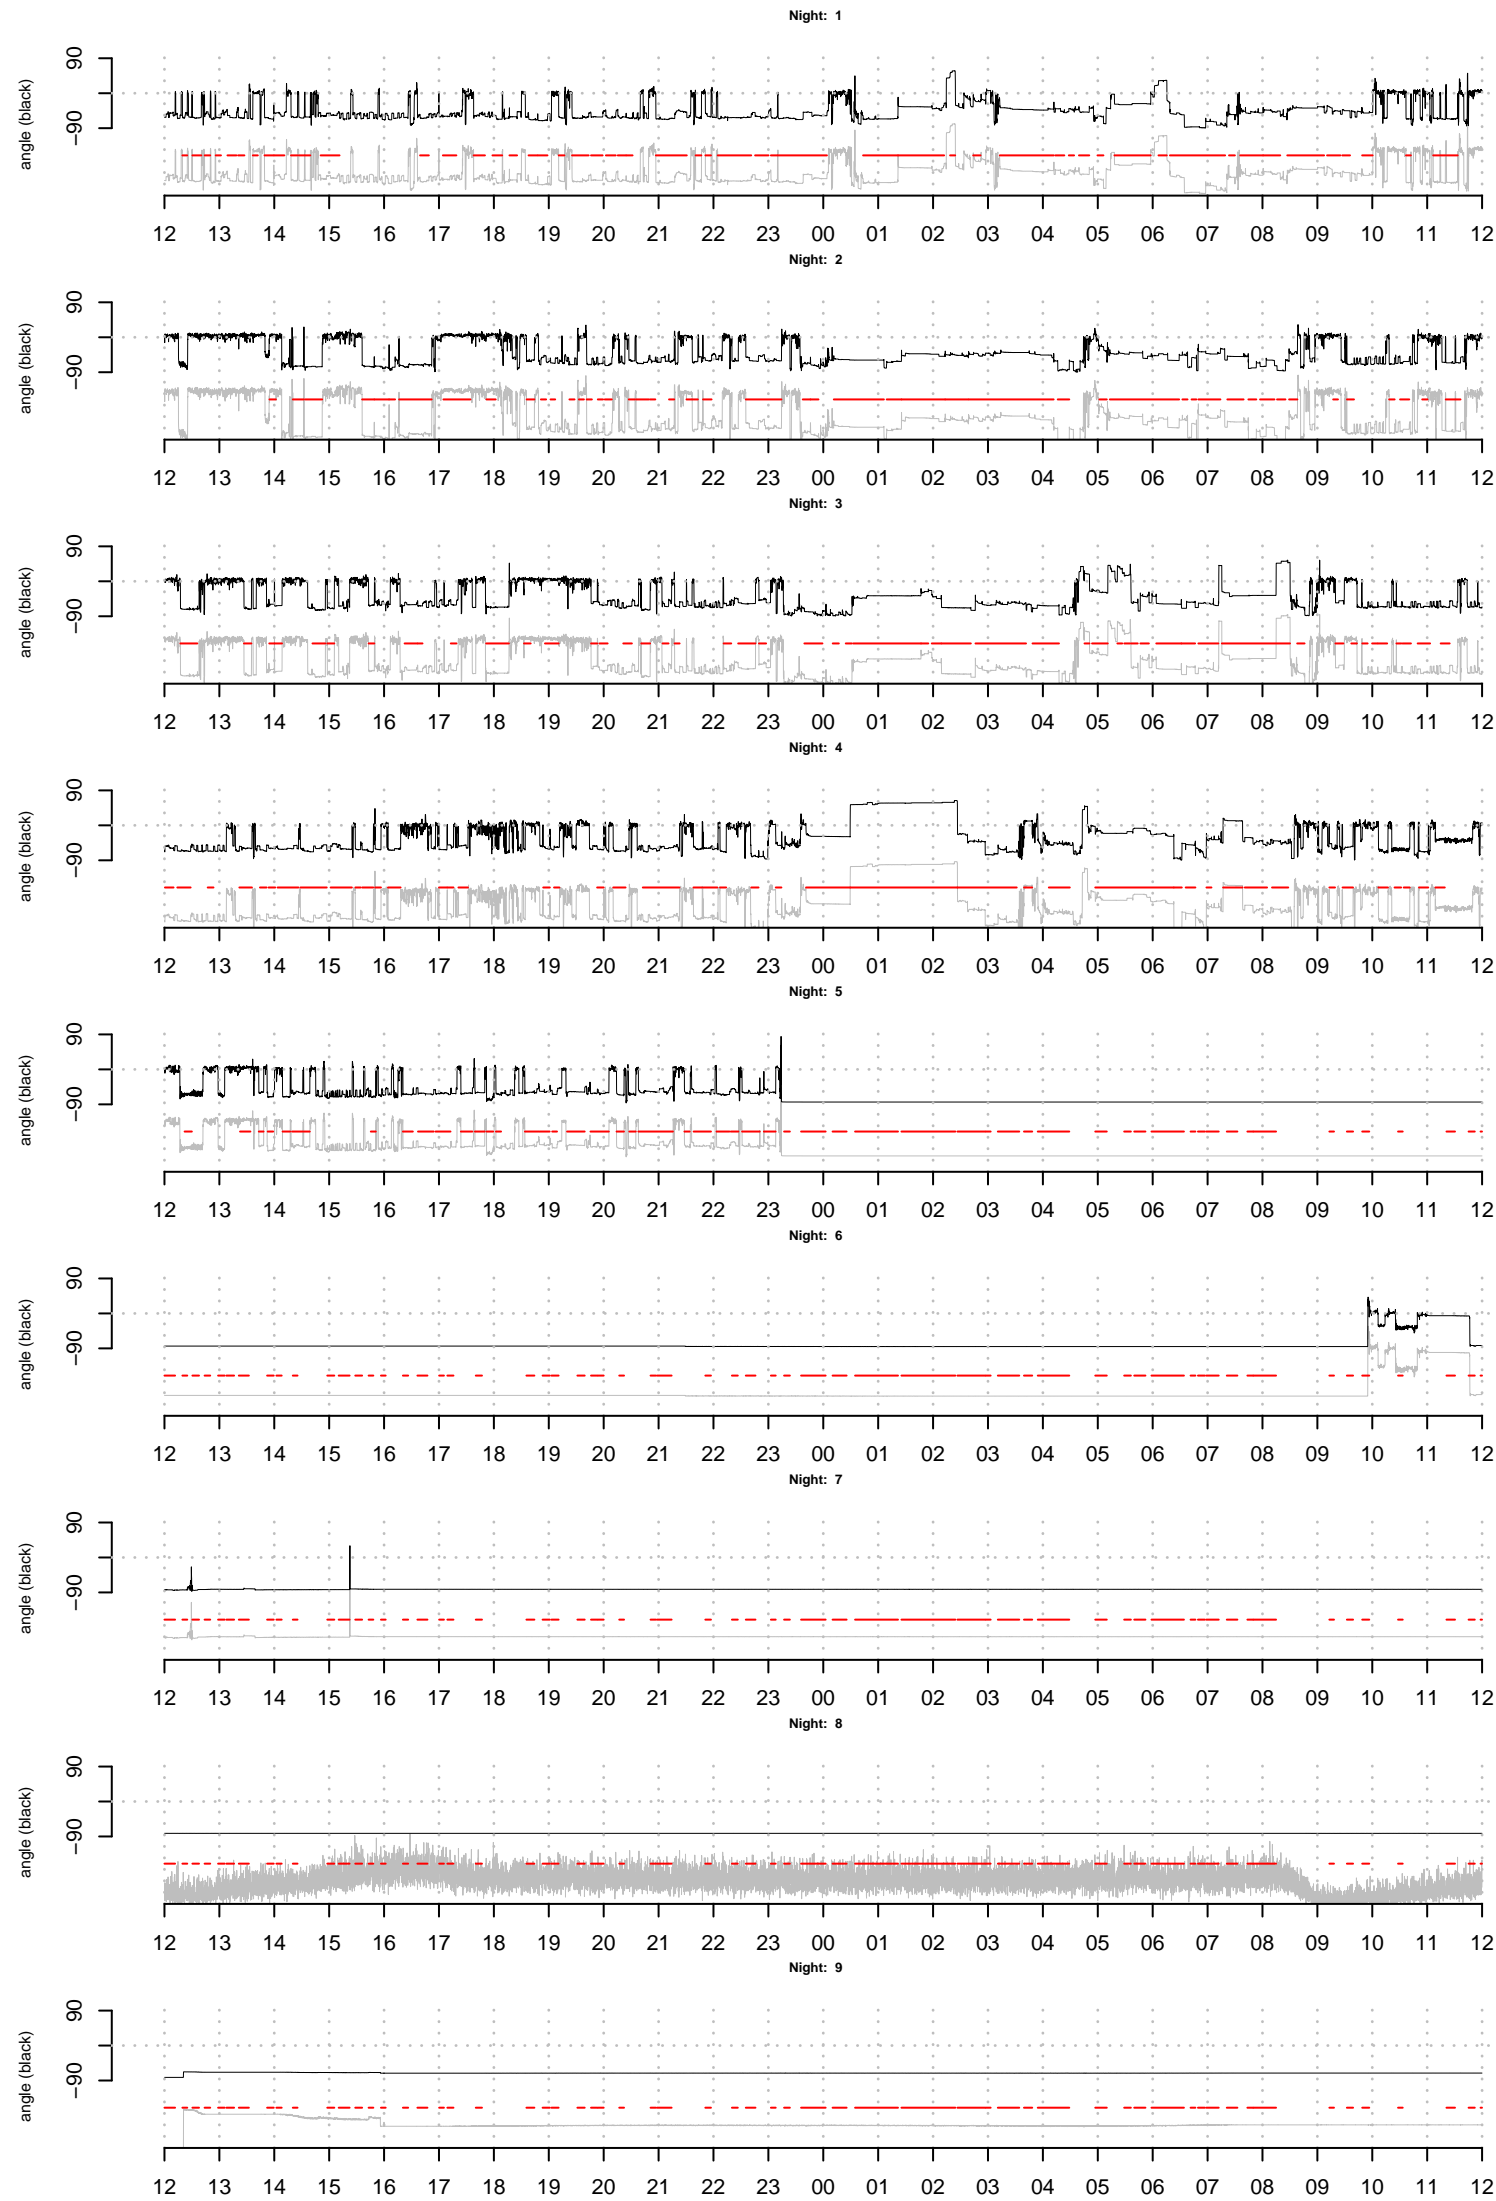 Night: 1
90
−90
angle (black)
12 13 14 15 16 17 18 19 20 21 22 23 00 01 02 03 04 05 06 07 08 09 10 11 12
Night: 2
90
−90
angle (black)
12 13 14 15 16 17 18 19 20 21 22 23 00 01 02 03 04 05 06 07 08 09 10 11 12
Night: 3
90
−90
angle (black)
12 13 14 15 16 17 18 19 20 21 22 23 00 01 02 03 04 05 06 07 08 09 10 11 12
Night: 4
90
−90
angle (black)
12 13 14 15 16 17 18 19 20 21 22 23 00 01 02 03 04 05 06 07 08 09 10 11 12
Night: 5
90
−90
angle (black)
12 13 14 15 16 17 18 19 20 21 22 23 00 01 02 03 04 05 06 07 08 09 10 11 12
Night: 6
90
−90
angle (black)
12 13 14 15 16 17 18 19 20 21 22 23 00 01 02 03 04 05 06 07 08 09 10 11 12
Night: 7
90
−90
angle (black)
12 13 14 15 16 17 18 19 20 21 22 23 00 01 02 03 04 05 06 07 08 09 10 11 12
Night: 8
90
−90
angle (black)
12 13 14 15 16 17 18 19 20 21 22 23 00 01 02 03 04 05 06 07 08 09 10 11 12
Night: 9
90
−90
angle (black)
12 13 14 15 16 17 18 19 20 21 22 23 00 01 02 03 04 05 06 07 08 09 10 11 12